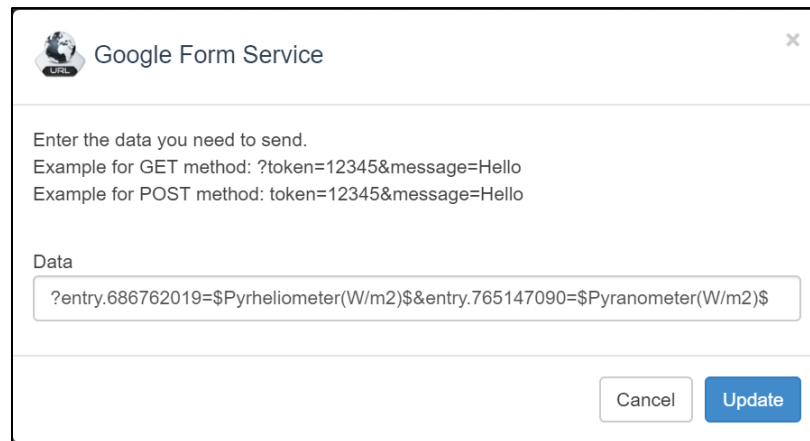 Google Form Service
×
URL
Enter the data you need to send.
Example for GET method: ?token=12345&message=Hello
Example for POST method: token=12345&message=Hello
Data
?entry.686762019=$Pyrheliometer(W/m2)$&entry.765147090=$Pyranometer(W/m2)$
Cancel
Update